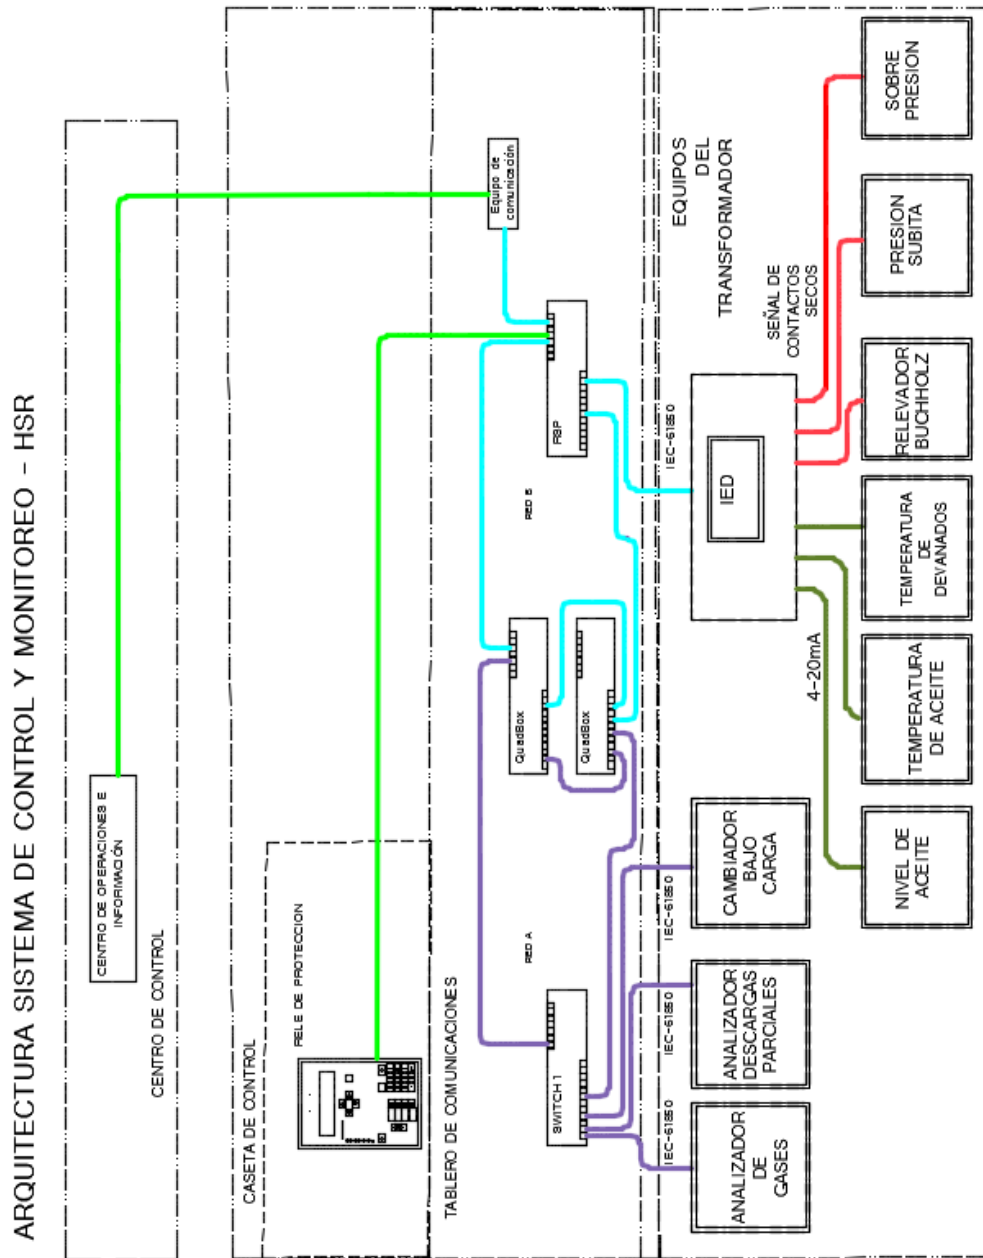 ARQUITECTURA SISTEMA DE CONTROL Y MONITOREO - HSR
CENTRO DE OPERACIONES E
INFORMACIÓN
CENTRO DE CONTROL
CASETA DE CONTROL
RELE DE PROTECCION
TABLERO DE COMUNICACIONES
Equipo de
comunicación
SWITCH 1
RED A
QuadBox
QuadBox
RED B
RBP
IEC-61850
IEC-61850
IEC-61850
IEC-61850
EQUIPOS
DEL
TRANSFORMADOR
ANALIZADOR
DE
GASES
ANALIZADOR
DESCARGAS
PARCIALES
CAMBIADOR
BAJO
CARGA
IED
4-20mA
SEÑAL DE
CONTACTOS
SECOS
NIVEL DE
ACEITE
TEMPERATURA
DE ACEITE
TEMPERATURA
DE
DEVANADOS
RELEVADOR
BUCHHOLZ
PRESION
SUBITA
SOBRE
PRESION